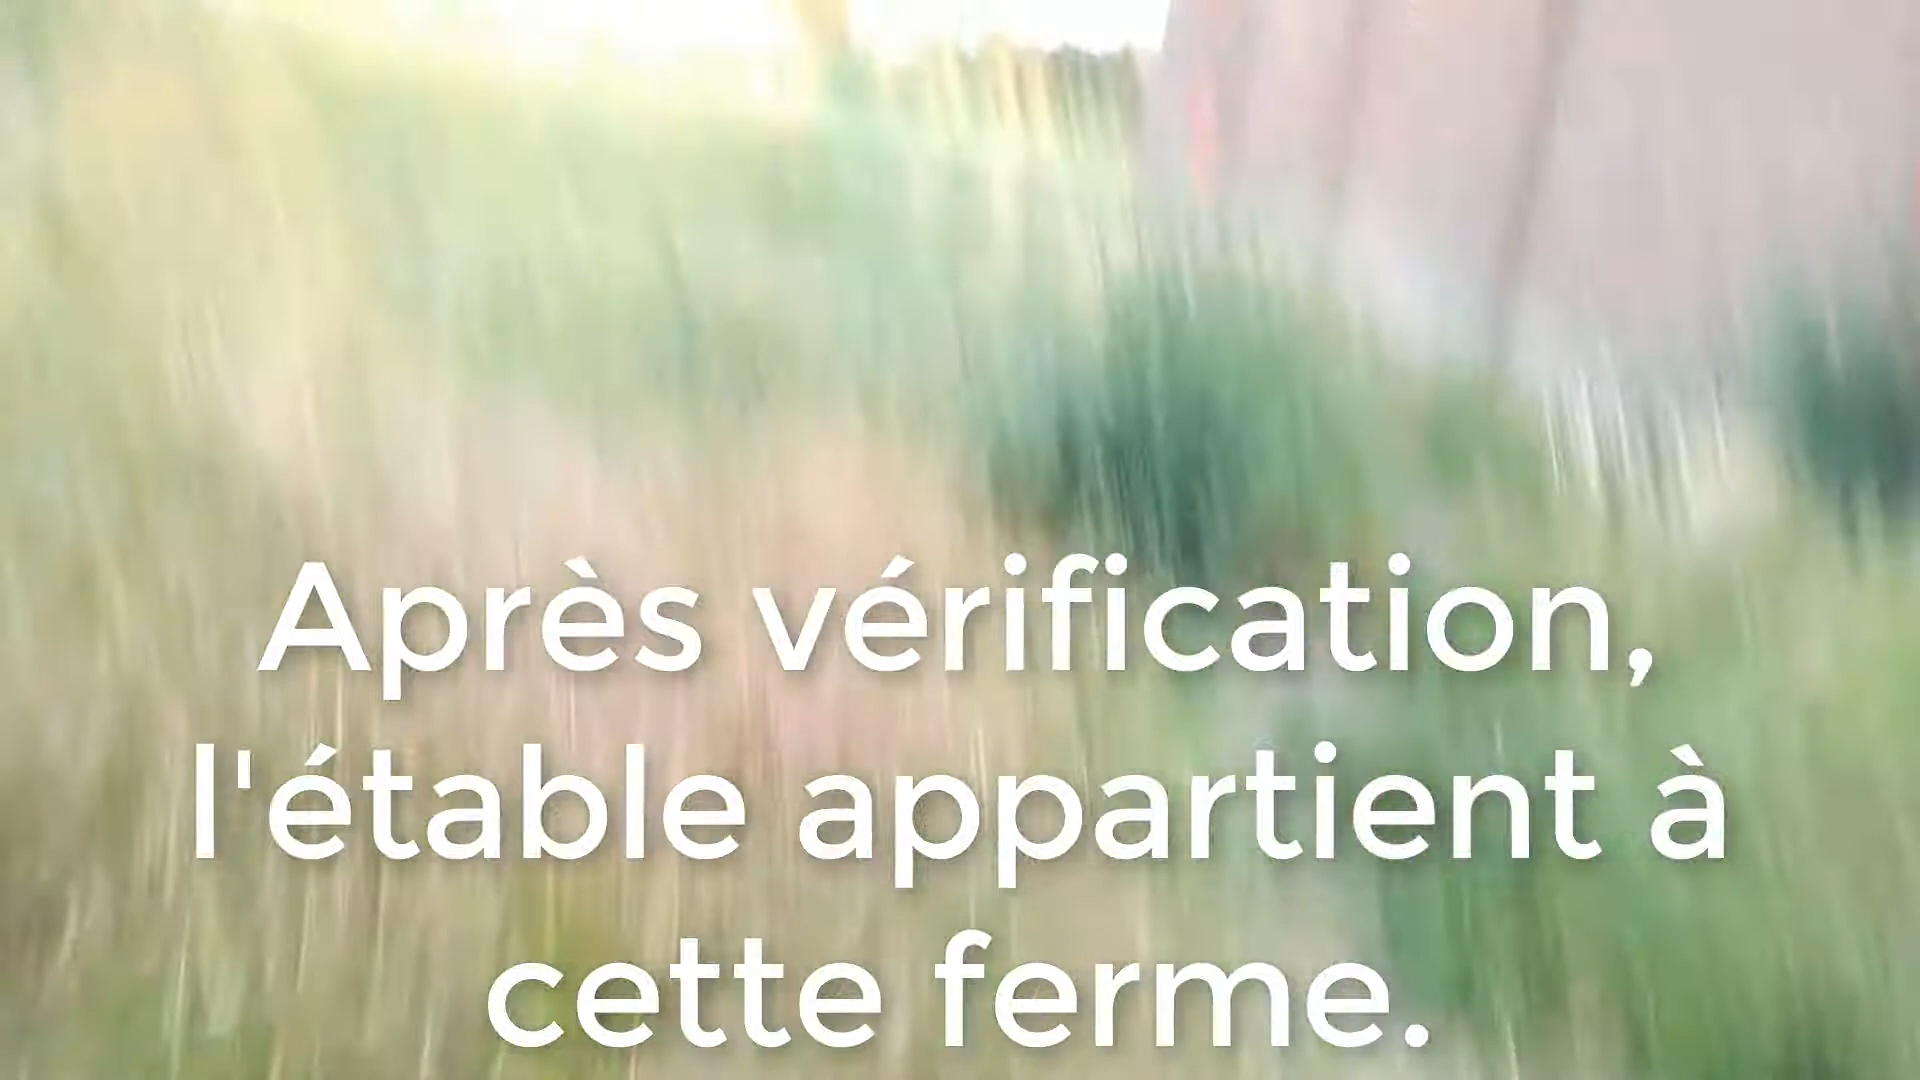 Après vérification,
l'étable appartient à
cette ferme.